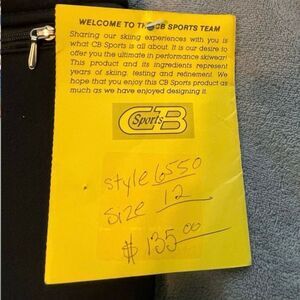 WELCOME TO THE CB SPORTS TEAM
Sharing our skiing experiences with you is
what CB Sports is all about. It is our desire to
offer you the ultimate in performance skiwear!
This product and its ingredients represent
years of skiing, testing and refinement. We
hope that you enjoy this CB Sports product as
much as we have enjoyed designing it.
CB Sports
style 6550
size 12
$ 135.00